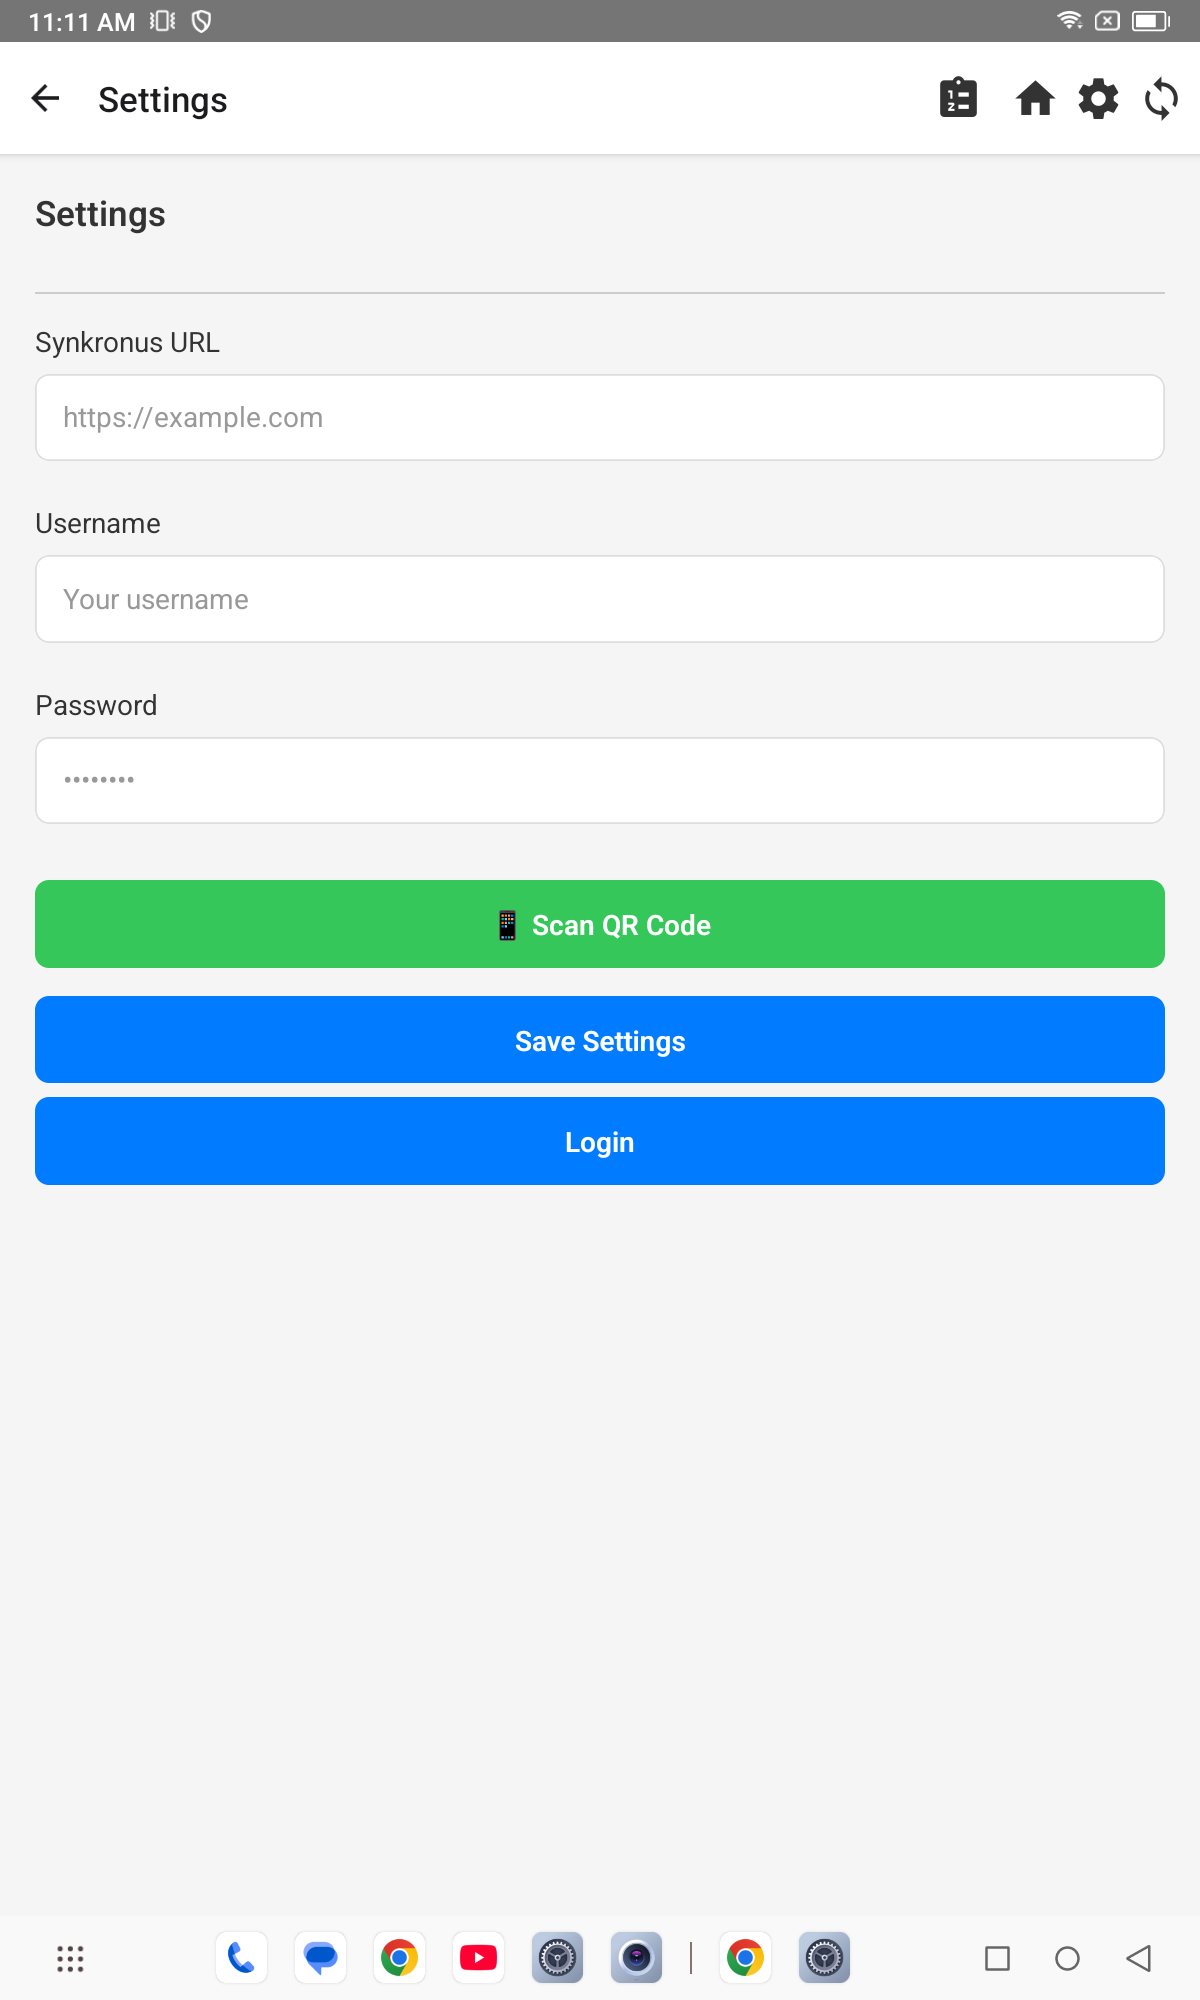 11:11 AM
Settings
Settings
Synkronus URL
https://example.com
Username
Your username
Password
••••••••
📱 Scan QR Code
Save Settings
Login